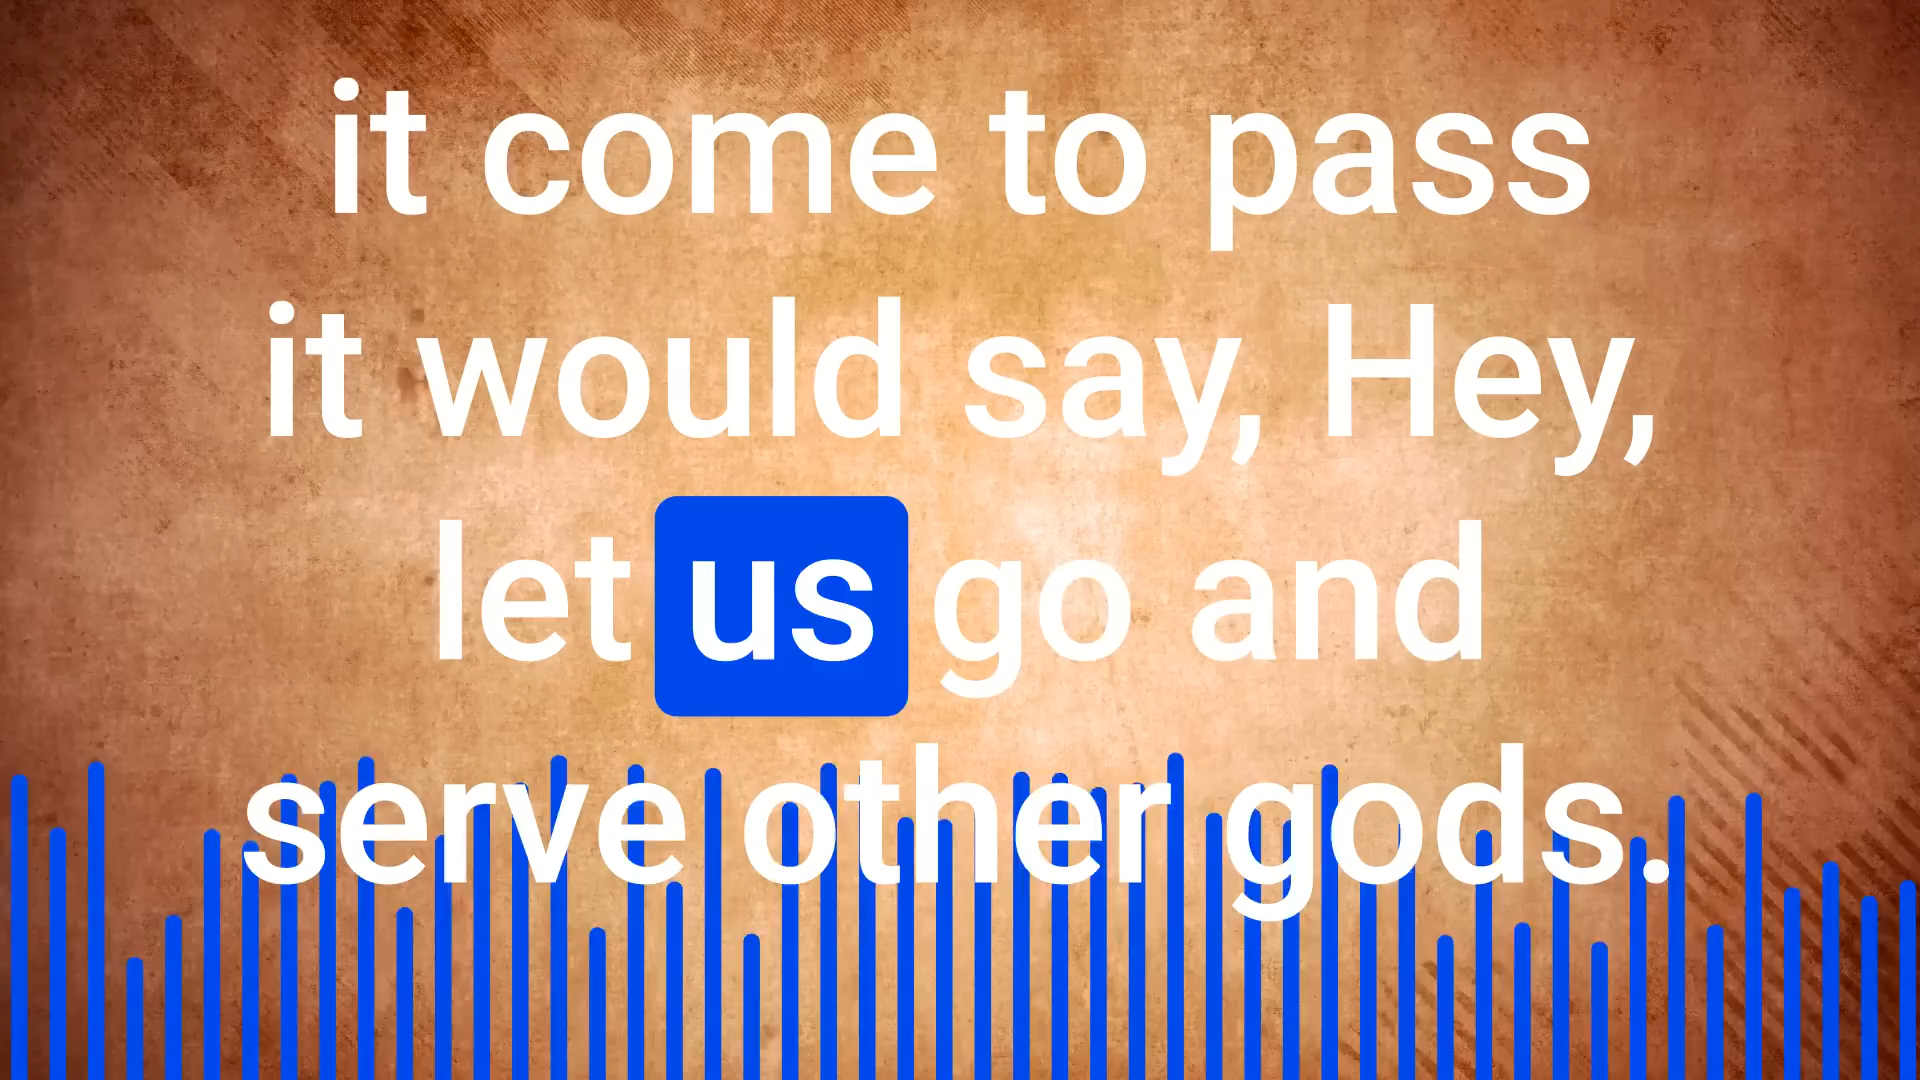 it come to pass
it would say, Hey,
let us go and
serve other gods.